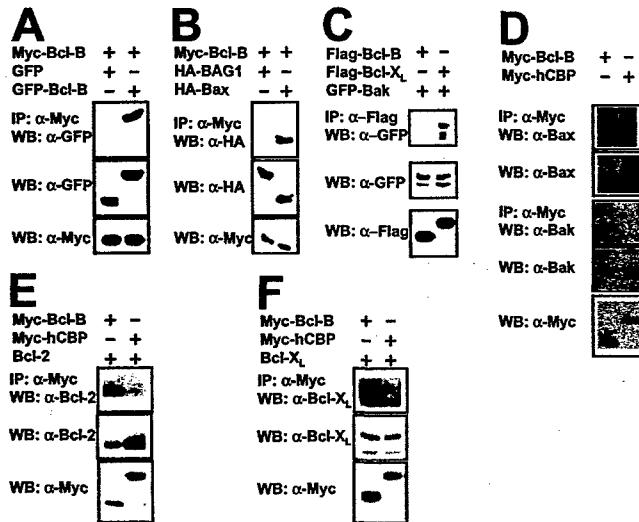 A
Myc-Bcl-B + +
GFP + −
GFP-Bcl-B − +
IP: α-Myc
WB: α-GFP
WB: α-GFP
WB: α-Myc
B
Myc-Bcl-B + +
HA-BAG1 + −
HA-Bax − +
IP: α-Myc
WB: α-HA
WB: α-HA
WB: α-Myc
C
Flag-Bcl-B + −
Flag-Bcl-XL − +
GFP-Bak + +
IP: α-Flag
WB: α-GFP
WB: α-GFP
WB: α-Flag
D
Myc-Bcl-B + −
Myc-hCBP − +
IP: α-Myc
WB: α-Bax
WB: α-Bax
IP: α-Myc
WB: α-Bak
WB: α-Bak
WB: α-Myc
E
Myc-Bcl-B + −
Myc-hCBP − +
Bcl-2 + +
IP: α-Myc
WB: α-Bcl-2
WB: α-Bcl-2
WB: α-Myc
F
Myc-Bcl-B + −
Myc-hCBP − +
Bcl-XL + +
IP: α-Myc
WB: α-Bcl-XL
WB: α-Bcl-XL
WB: α-Myc